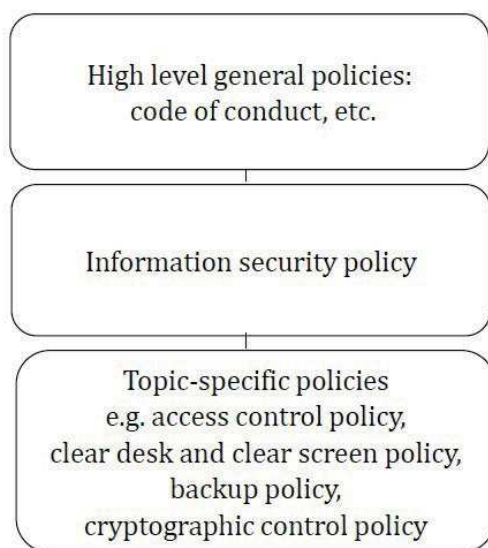 High level general policies:
code of conduct, etc.
Information security policy
Topic-specific policies
e.g. access control policy,
clear desk and clear screen policy,
backup policy,
cryptographic control policy